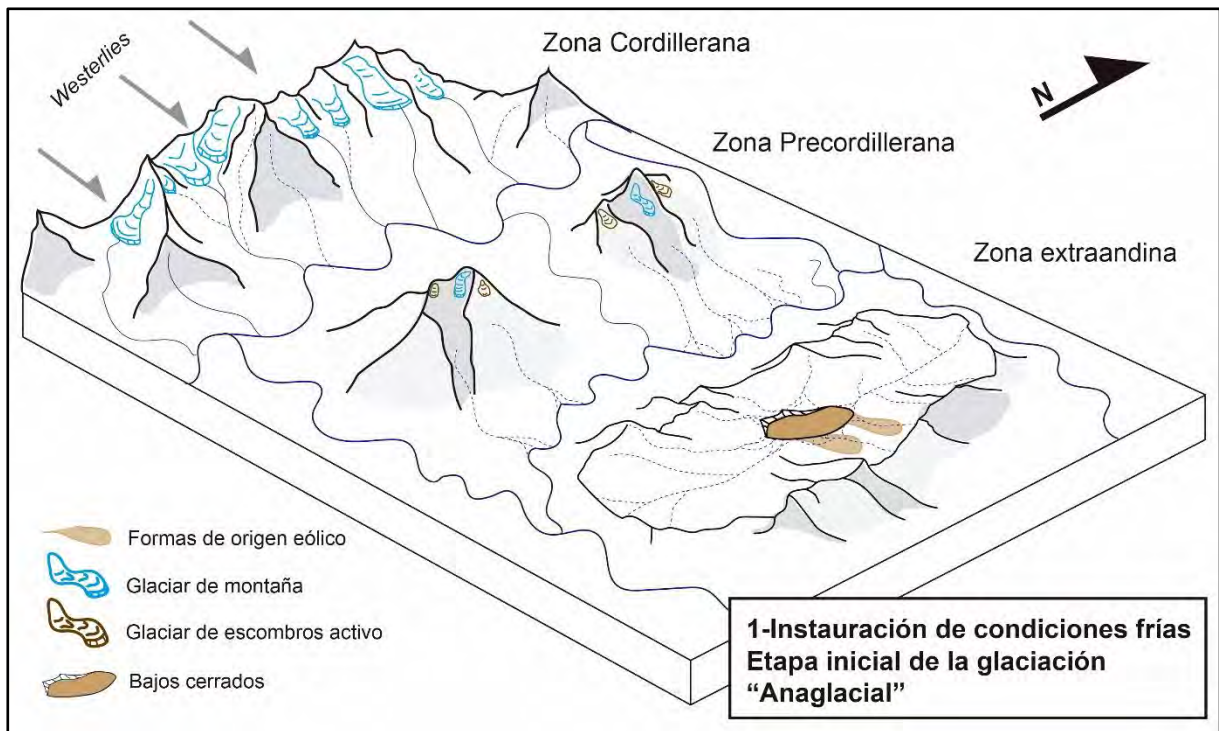 Westerlies
Zona Cordillerana
N
Zona Precordillerana
Zona extraandina
Formas de origen eólico
Glaciar de montaña
Glaciar de escombros activo
Bajos cerrados
1-Instauración de condiciones frías
Etapa inicial de la glaciación
“Anaglacial”